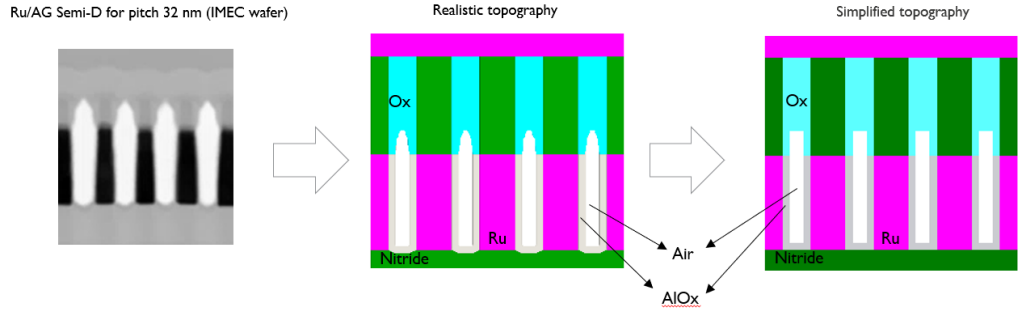 Ru/AG Semi-D for pitch 32 nm (IMEC wafer)
Realistic topography
Simplified topography
Ox
Ox
Ru
Ru
Nitride
Nitride
Air
AlOx